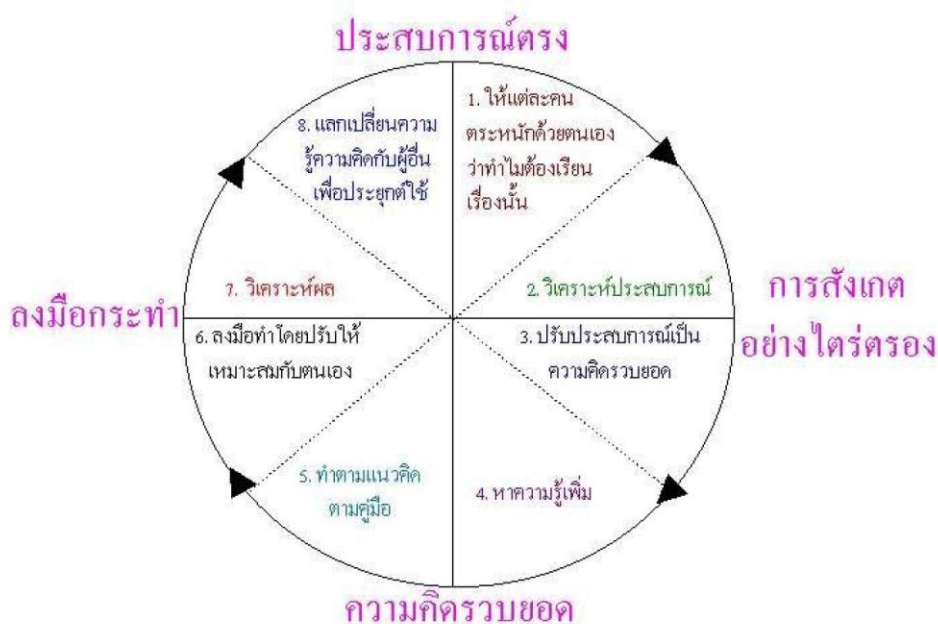 ประสบการณ์ตรง
1. ให้แต่ละคน
ตระหนักด้วยตนเอง
ว่าทำไมต้องเรียน
เรื่องนั้น
2. วิเคราะห์ประสบการณ์
การสังเกต
อย่างไตร่ตรอง
3. ปรับประสบการณ์เป็น
ความคิดรวบยอด
4. หาความรู้เพิ่ม
ความคิดรวบยอด
5. ทำตามแนวคิด
ตามคู่มือ
6. ลงมือทำโดยปรับให้
เหมาะสมกับตนเอง
ลงมือกระทำ
7. วิเคราะห์ผล
8. แลกเปลี่ยนความ
รู้ความคิดกับผู้อื่น
เพื่อประยุกต์ใช้